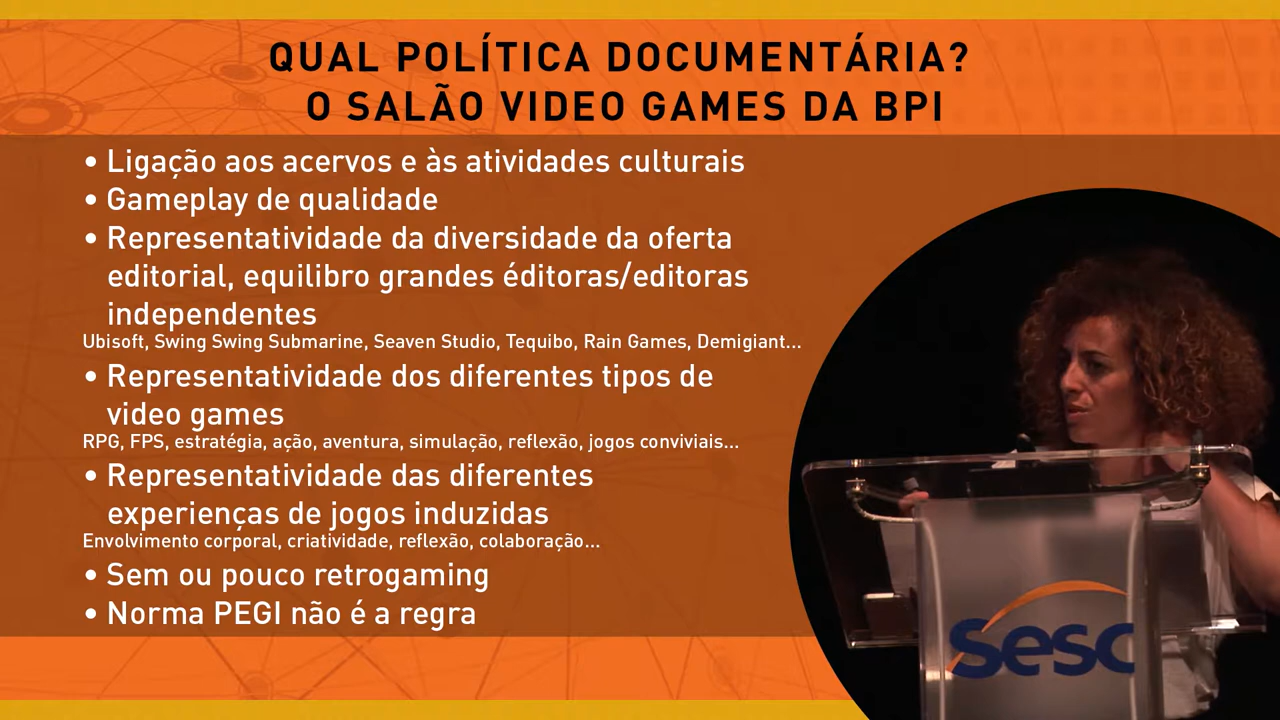 QUAL POLÍTICA DOCUMENTÁRIA?
O SALÃO VIDEO GAMES DA BPI
• Ligação aos acervos e às atividades culturais
• Gameplay de qualidade
• Representatividade da diversidade da oferta
editorial, equilibro grandes éditoras/editoras
independentes
Ubisoft, Swing Swing Submarine, Seaven Studio, Tequibo, Rain Games, Demigiant...
• Representatividade dos diferentes tipos de
video games
RPG, FPS, estratégia, ação, aventura, simulação, reflexão, jogos conviviais...
• Representatividade das diferentes
experienças de jogos induzidas
Envolvimento corporal, criatividade, reflexão, colaboração...
• Sem ou pouco retrogaming
• Norma PEGI não é a regra
Sesc